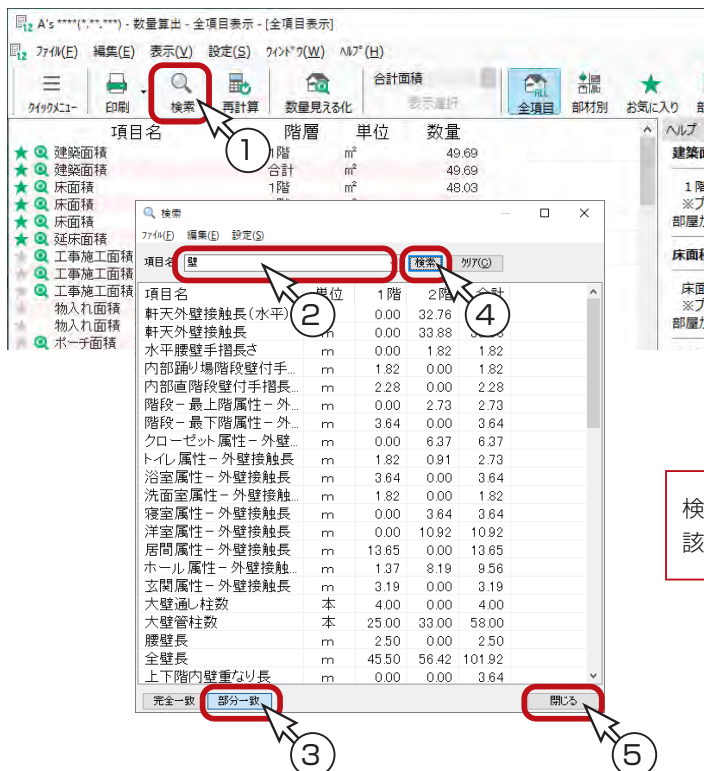 A's ****(*.**.***) - 数量算出 - 全項目表示 - [全項目表示]
ファイル(F) 編集(E) 表示(V) 設定(S) ウィンドウ(W) ヘルプ(H)
合計面積
表示選択
クイックメニュー 印刷 検索 再計算 数量見える化 全項目 部材別 お気に入り
項目名 階層 単位 数量
建築面積 1階 m² 49.69
建築面積 合計 m² 49.69
床面積 1階 m² 48.03
床面積
床面積
延床面積
工事施工面積
工事施工面積
工事施工面積
物入れ面積
物入れ面積
ポーチ面積
ヘルプ
建築面
1階
※プ
部屋が
床面積
床面
※プ
部屋が
検索
ファイル(F) 編集(E) 設定(S)
項目名 壁 検索 クリア(C)
項目名 単位 1階 2階 合計
軒天外壁接触長(水平) 0.00 32.76
軒天外壁接触長 m 0.00 33.88
水平腰壁手摺長さ m 0.00 1.82 1.82
内部踊り場階段壁付手... m 1.82 0.00 1.82
内部直階段壁付手摺長... m 2.28 0.00 2.28
階段-最上階属性-外... m 0.00 2.73 2.73
階段-最下階属性-外... m 3.64 0.00 3.64
クローゼット属性-外壁... m 0.00 6.37 6.37
トイレ属性-外壁接触長 m 1.82 0.91 2.73
浴室属性-外壁接触長 m 3.64 0.00 3.64
洗面室属性-外壁接触... m 1.82 0.00 1.82
寝室属性-外壁接触長 m 0.00 3.64 3.64
洋室属性-外壁接触長 m 0.00 10.92 10.92
居間属性-外壁接触長 m 13.65 0.00 13.65
ホール属性-外壁接触... m 1.37 8.19 9.56
玄関属性-外壁接触長 m 3.19 0.00 3.19
大壁通し柱数 本 4.00 0.00 4.00
大壁管柱数 本 25.00 33.00 58.00
腰壁長 m 2.50 0.00 2.50
全壁長 m 45.50 56.42 101.92
上下階内壁重なり長 m 0.00 0.00 3.64
完全一致 部分一致 閉じる
①
②
③
④
⑤
検
該